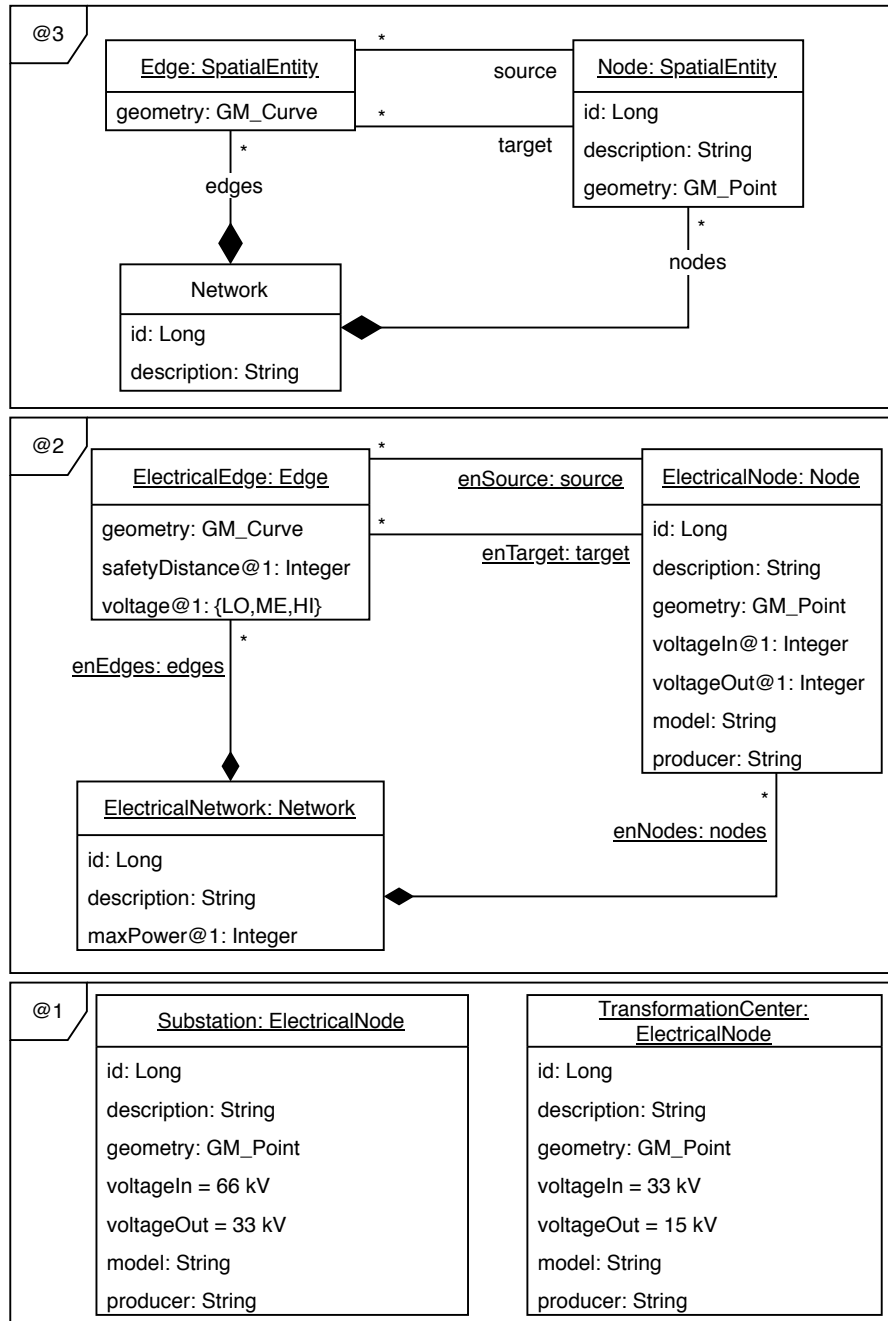 @3
Edge: SpatialEntity
geometry: GM_Curve
*
source
*
target
Node: SpatialEntity
id: Long
description: String
geometry: GM_Point
*
edges
*
nodes
Network
id: Long
description: String
@2
ElectricalEdge: Edge
geometry: GM_Curve
safetyDistance@1: Integer
voltage@1: {LO,ME,HI}
*
enSource: source
*
enTarget: target
ElectricalNode: Node
id: Long
description: String
geometry: GM_Point
voltageIn@1: Integer
voltageOut@1: Integer
model: String
producer: String
*
enEdges: edges
*
enNodes: nodes
ElectricalNetwork: Network
id: Long
description: String
maxPower@1: Integer
@1
Substation: ElectricalNode
id: Long
description: String
geometry: GM_Point
voltageIn = 66 kV
voltageOut = 33 kV
model: String
producer: String
TransformationCenter:
ElectricalNode
id: Long
description: String
geometry: GM_Point
voltageIn = 33 kV
voltageOut = 15 kV
model: String
producer: String